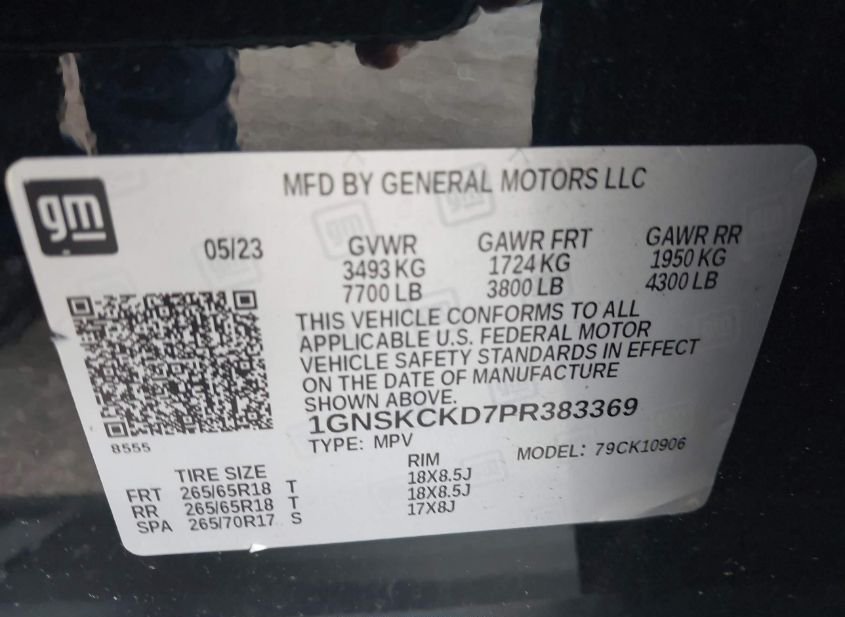 gm
MFD BY GENERAL MOTORS LLC
05/23 GVWR GAWR FRT GAWR RR
3493 KG 1724 KG 1950 KG
7700 LB 3800 LB 4300 LB
THIS VEHICLE CONFORMS TO ALL
APPLICABLE U.S. FEDERAL MOTOR
VEHICLE SAFETY STANDARDS IN EFFECT
ON THE DATE OF MANUFACTURE
SHOWN ABOVE.
1GNSKCKD7PR383369
8555 TYPE: MPV MODEL: 79CK10906
TIRE SIZE RIM
FRT 265/65R18 T 18X8.5J
RR 265/65R18 T 18X8.5J
SPA 265/70R17 S 17X8J